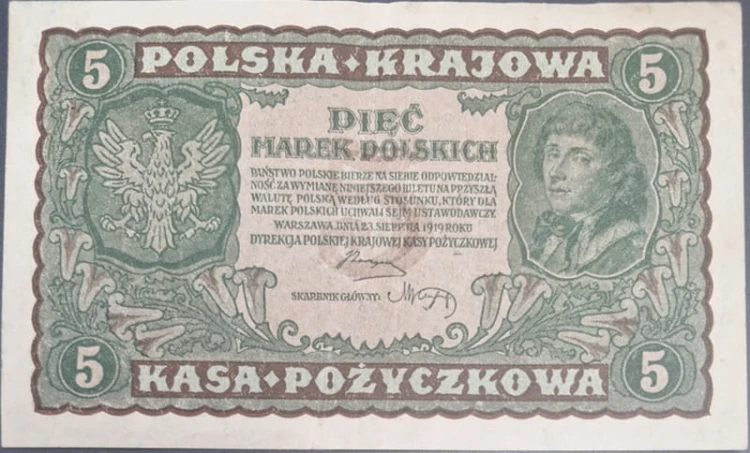 5 POLSKA ◆ KRAJOWA 5
PIĘĆ
MAREK POLSKICH
PAŃSTWO POLSKIE BIERZE NA SIEBIE ODPOWIEDZIAL-
NOŚĆ ZA WYMIANĘ NINIEJSZEGO BILETU NA PRZYSZŁĄ
WALUTĘ POLSKĄ WEDŁUG STOSUNKU, KTÓRY DLA
MAREK POLSKICH UCHWALI SEJM USTAWODAWCZY.
WARSZAWA, DNIA 23. SIERPNIA 1919 ROKU
DYREKCJA POLSKIEJ KRAJOWEJ KASY POŻYCZKOWEJ
SKARBNIK GŁÓWNY:
5 KASA ◆ POŻYCZKOWA 5